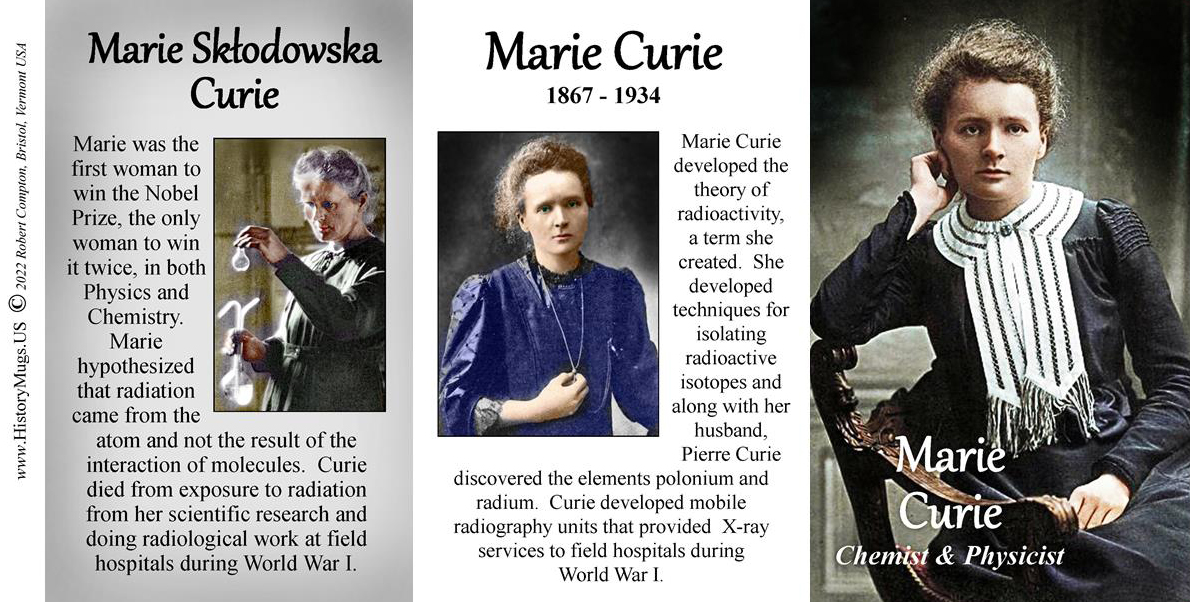 www.HistoryMugs.US © 2022 Robert Compton, Bristol, Vermont USA
Marie Skłodowska
Curie
Marie was the
first woman to
win the Nobel
Prize, the only
woman to win
it twice, in both
Physics and
Chemistry.
Marie
hypothesized
that radiation
came from the
atom and not the result of the
interaction of molecules.  Curie
died from exposure to radiation
from her scientific research and
doing radiological work at field
hospitals during World War I.
Marie Curie
1867 - 1934
Marie Curie
developed the
theory of
radioactivity,
a term she
created.  She
developed
techniques for
isolating
radioactive
isotopes and
along with her
husband,
Pierre Curie
discovered the elements polonium and
radium.  Curie developed mobile
radiography units that provided  X-ray
services to field hospitals during
World War I.
Marie
Curie
Chemist & Physicist